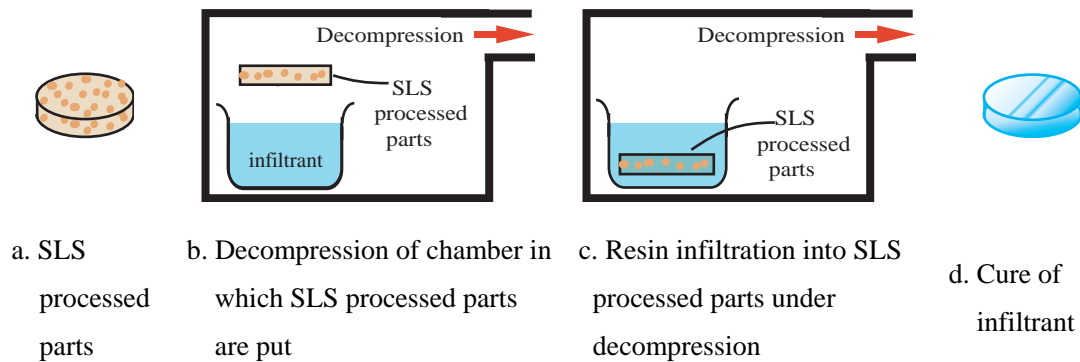 Decompression
SLS
processed
parts
infiltrant
Decompression
SLS
processed
parts
a. SLS
processed
parts
b. Decompression of chamber in
which SLS processed parts
are put
c. Resin infiltration into SLS
processed parts under
decompression
d. Cure of
infiltrant